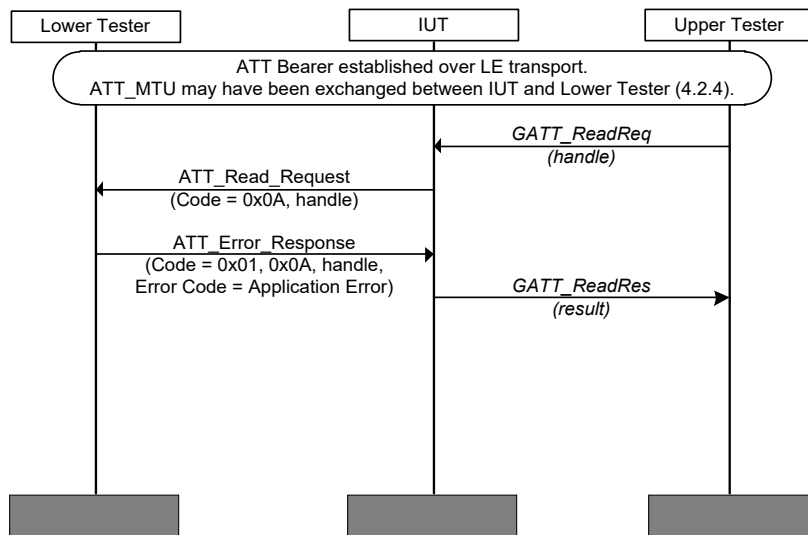 Lower Tester
IUT
Upper Tester
ATT Bearer established over LE transport.
ATT_MTU may have been exchanged between IUT and Lower Tester (4.2.4).
GATT_ReadReq
(handle)
ATT_Read_Request
(Code = 0x0A, handle)
ATT_Error_Response
(Code = 0x01, 0x0A, handle,
Error Code = Application Error)
GATT_ReadRes
(result)